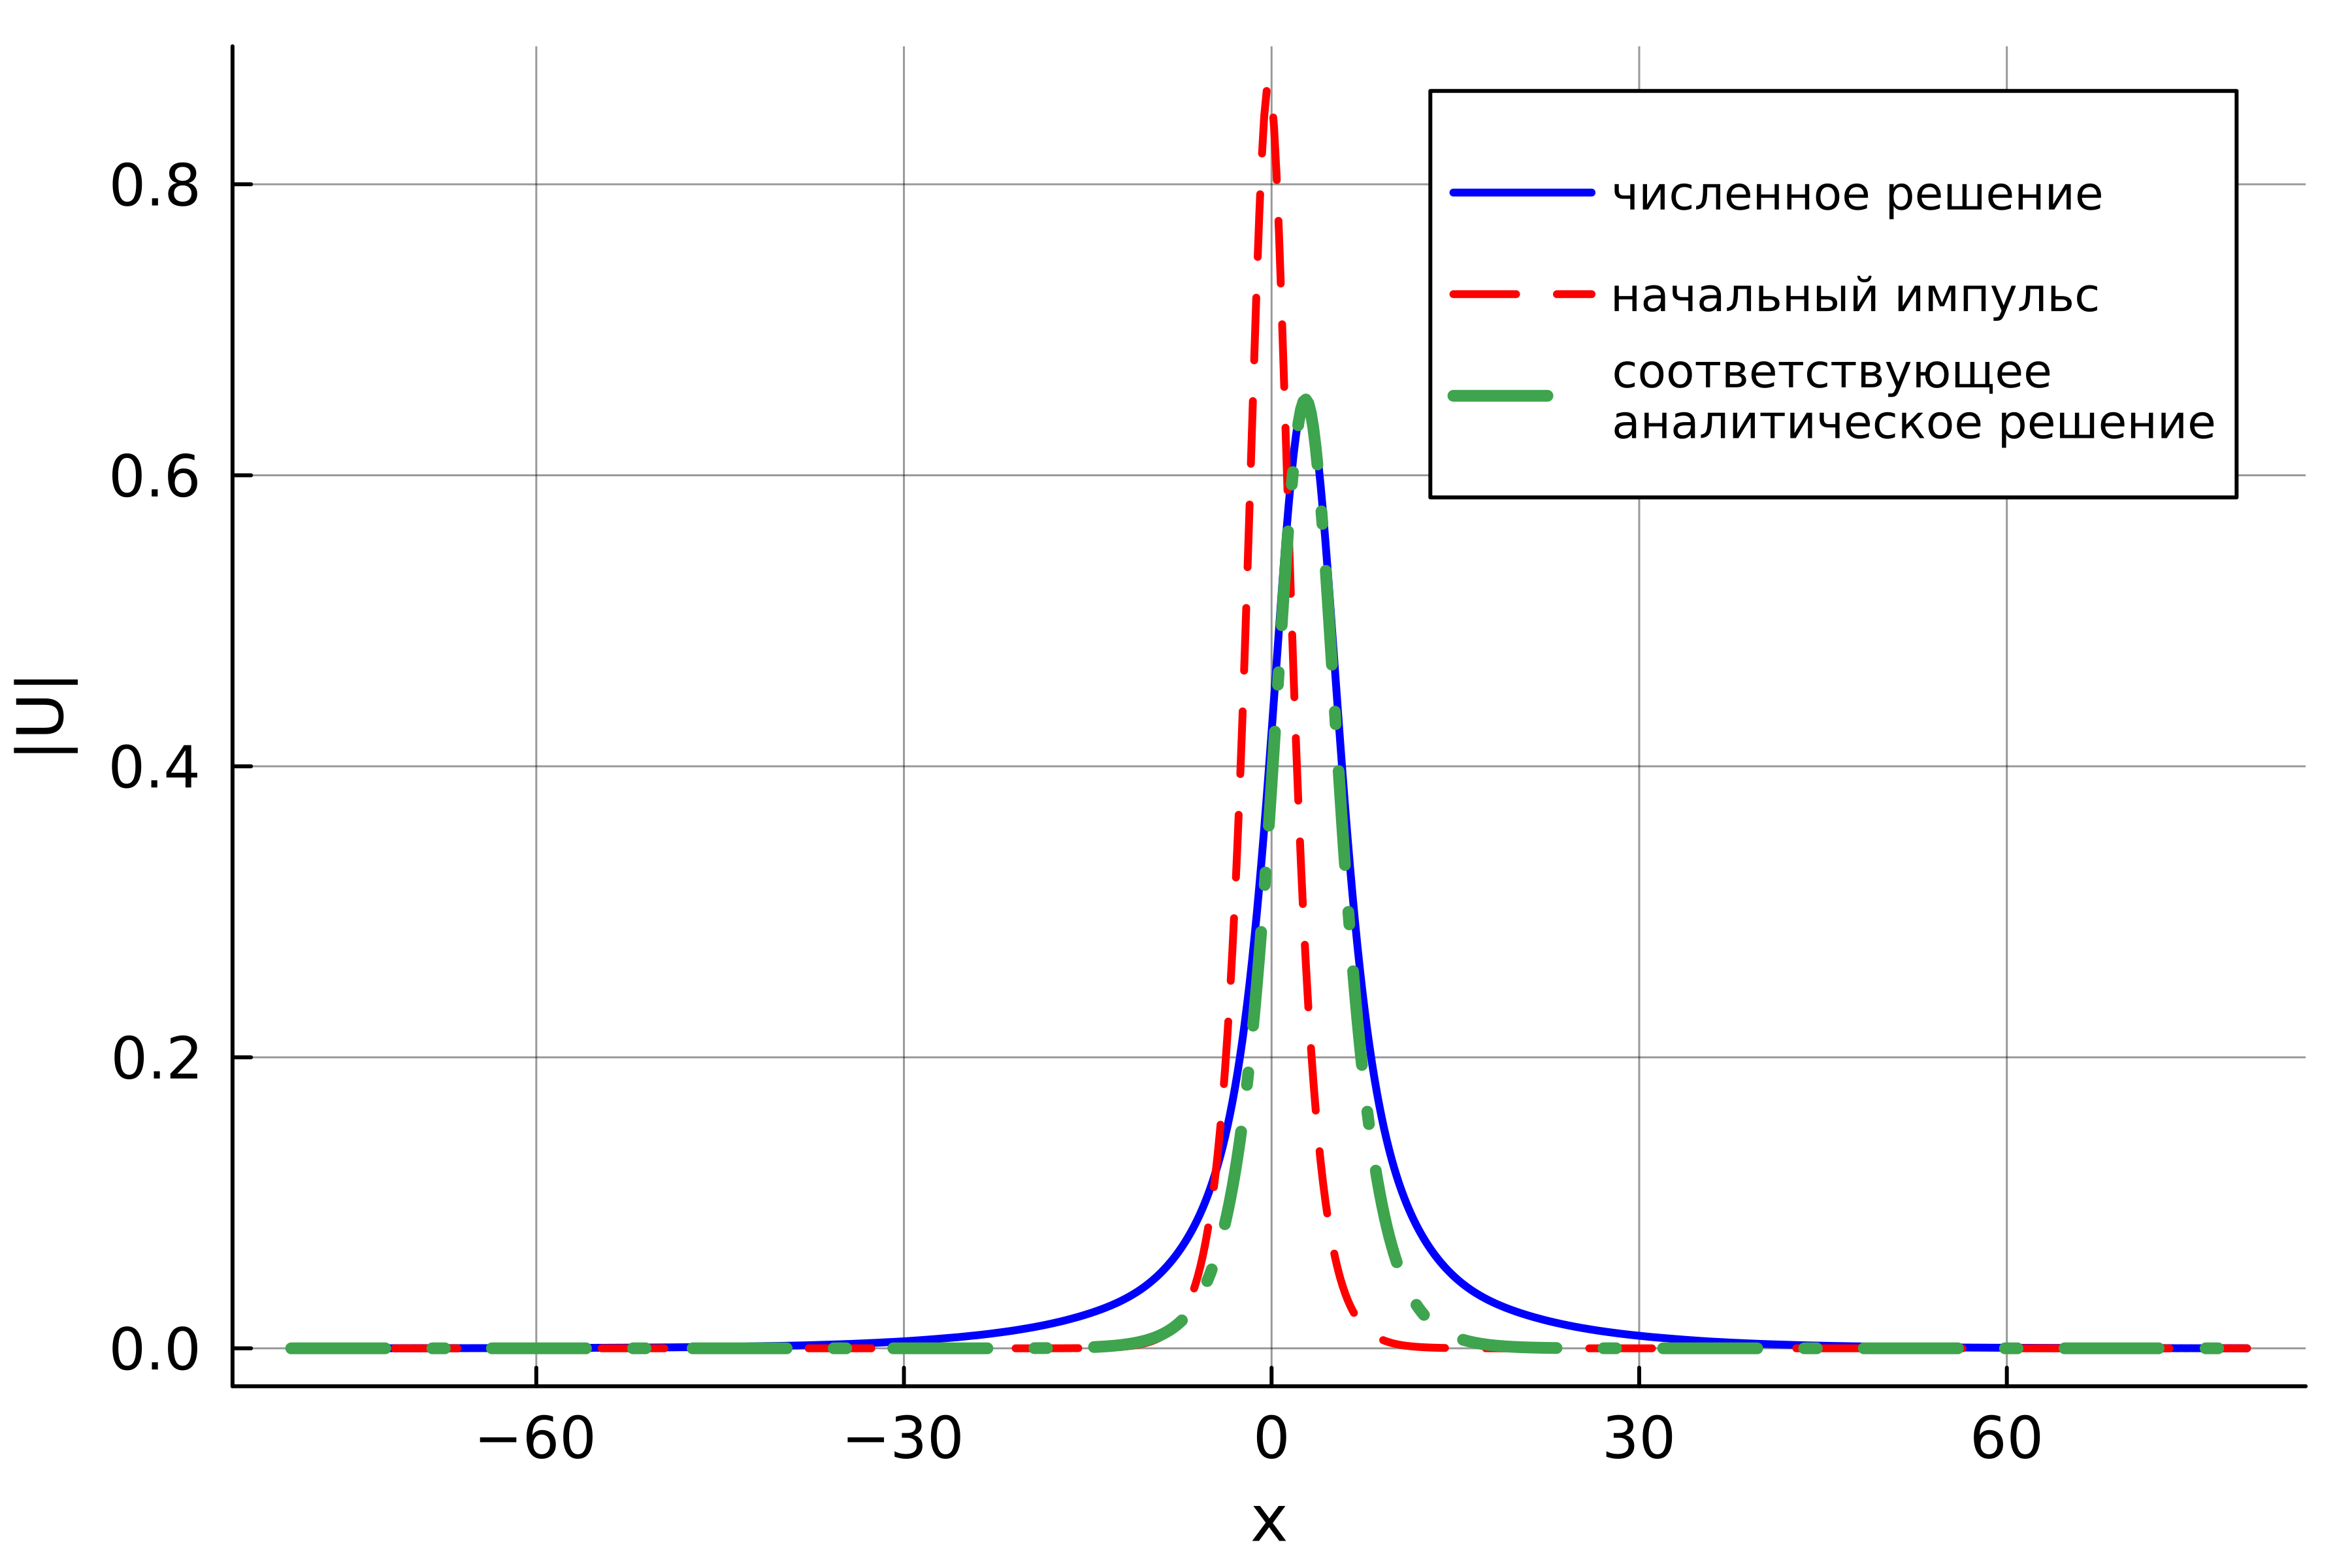 численное решение
начальный импульс
соответствующее
аналитическое решение
0.8
0.6
0.4
0.2
0.0
|U|
−60
−30
0
30
60
x